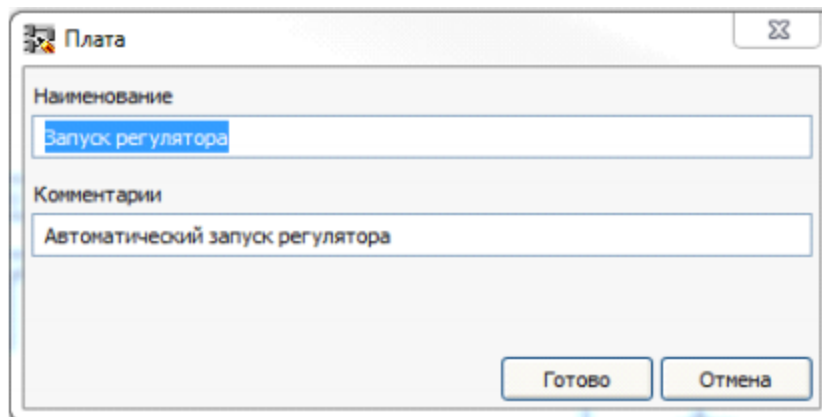 Плата
Наименование
Запуск регулятора
Комментарии
Автоматический запуск регулятора
Готово
Отмена